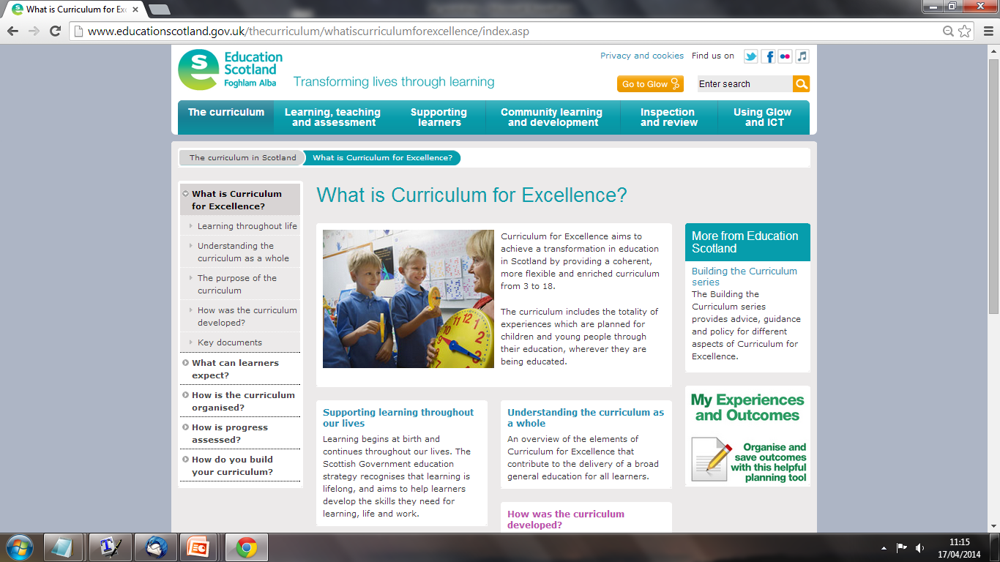 What is Curriculum for Exc
www.educationscotland.gov.uk/thecurriculum/whatiscurriculumforexcellence/index.asp
Education
Scotland
Foghlam Alba
Transforming lives through learning
Privacy and cookies
Find us on
Go to Glow
Enter search
The curriculum
Learning, teaching
and assessment
Supporting
learners
Community learning
and development
Inspection
and review
Using Glow
and ICT
The curriculum in Scotland
What is Curriculum for Excellence?
What is Curriculum
for Excellence?
Learning throughout life
Understanding the
curriculum as a whole
The purpose of the
curriculum
How was the curriculum
developed?
Key documents
What can learners
expect?
How is the curriculum
organised?
How is progress
assessed?
How do you build
your curriculum?
What is Curriculum for Excellence?
Curriculum for Excellence aims to
achieve a transformation in education
in Scotland by providing a coherent,
more flexible and enriched curriculum
from 3 to 18.
The curriculum includes the totality of
experiences which are planned for
children and young people through
their education, wherever they are
being educated.
Supporting learning throughout
our lives
Learning begins at birth and
continues throughout our lives. The
Scottish Government education
strategy recognises that learning is
lifelong, and aims to help learners
develop the skills they need for
learning, life and work.
Understanding the curriculum as
a whole
An overview of the elements of
Curriculum for Excellence that
contribute to the delivery of a broad
general education for all learners.
How was the curriculum
developed?
More from Education
Scotland
Building the Curriculum
series
The Building the
Curriculum series
provides advice, guidance
and policy for different
aspects of Curriculum for
Excellence.
My Experiences
and Outcomes
Organise and
save outcomes
with this helpful
planning tool
11:15
17/04/2014